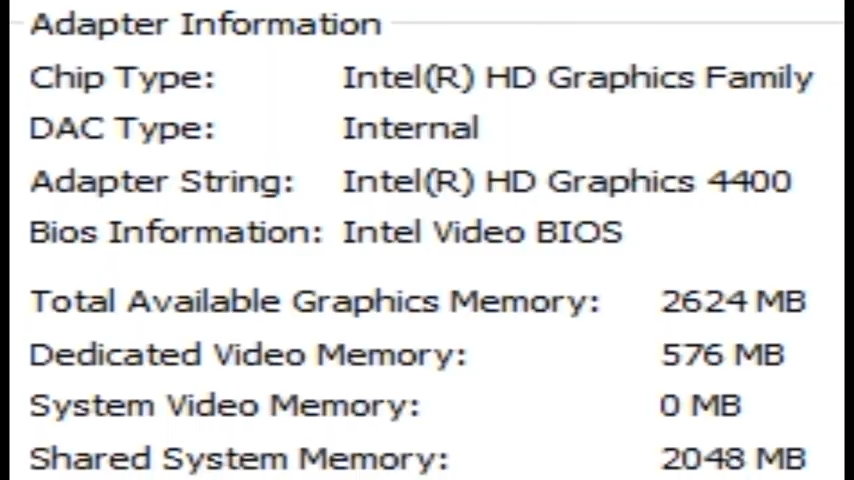 Adapter Information
Chip Type: Intel(R) HD Graphics Family
DAC Type: Internal
Adapter String: Intel(R) HD Graphics 4400
Bios Information: Intel Video BIOS
Total Available Graphics Memory: 2624 MB
Dedicated Video Memory: 576 MB
System Video Memory: 0 MB
Shared System Memory: 2048 MB